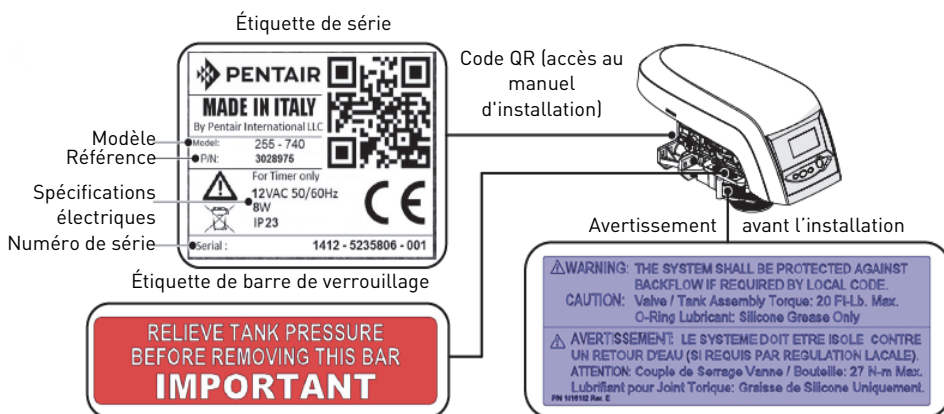 Étiquette de série
PENTAIR
MADE IN ITALY
By Pentair International LLC
Model: 255 - 740
P/N: 3028975
For Timer only
12VAC 50/60Hz
8W
IP23
CE
Serial : 1412 - 5235806 - 001
Modèle
Référence
Spécifications
électriques
Numéro de série
Code QR (accès au
manuel
d'installation)
Avertissement avant l'installation
Étiquette de barre de verrouillage
RELIEVE TANK PRESSURE
BEFORE REMOVING THIS BAR
IMPORTANT
WARNING: THE SYSTEM SHALL BE PROTECTED AGAINST
BACKFLOW IF REQUIRED BY LOCAL CODE.
CAUTION: Valve / Tank Assembly Torque: 20 Ft-Lb. Max.
O-Ring Lubricant: Silicone Grease Only
AVERTISSEMENT: LE SYSTEME DOIT ETRE ISOLE CONTRE
UN RETOUR D'EAU (SI REQUIS PAR REGULATION LACALE).
ATTENTION: Couple de Serrage Vanne / Bouteille: 27 N-m Max.
Lubrifiant pour Joint Torique: Graisse de Silicone Uniquement.
Rev. E